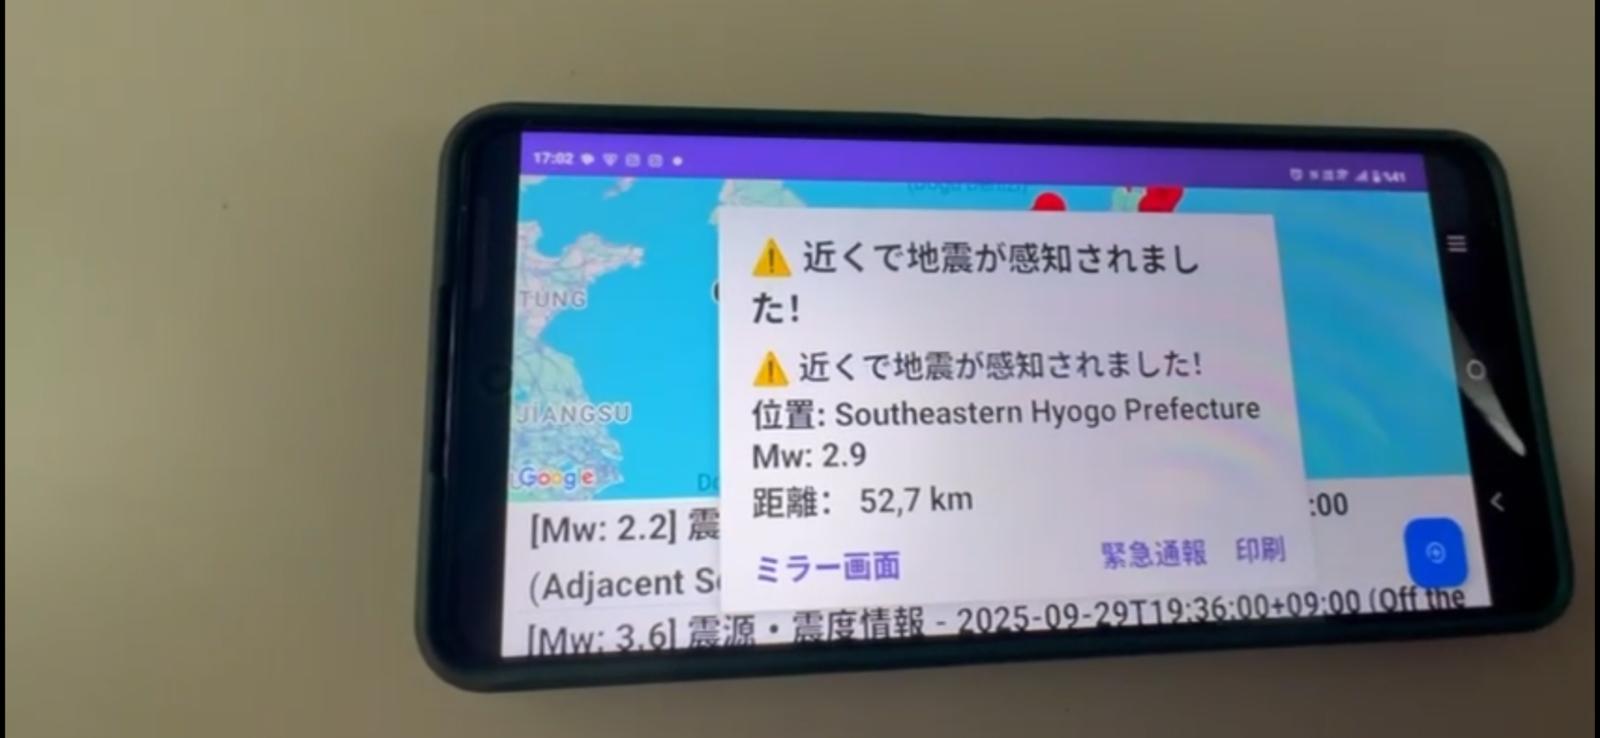 17:02
%41
(Doğu Denizi)
⚠ 近くで地震が感知されまし
た!
TUNG
⚠ 近くで地震が感知されました!
JIANGSU
位置: Southeastern Hyogo Prefecture
Mw: 2.9
Google
距離: 52,7 km
[Mw: 2.2] 震
:00
ミラー画面
緊急通報
印刷
(Adjacent
[Mw: 3.6] 震源・震度情報 - 2025-09-29T19:36:00+09:00 (Off the